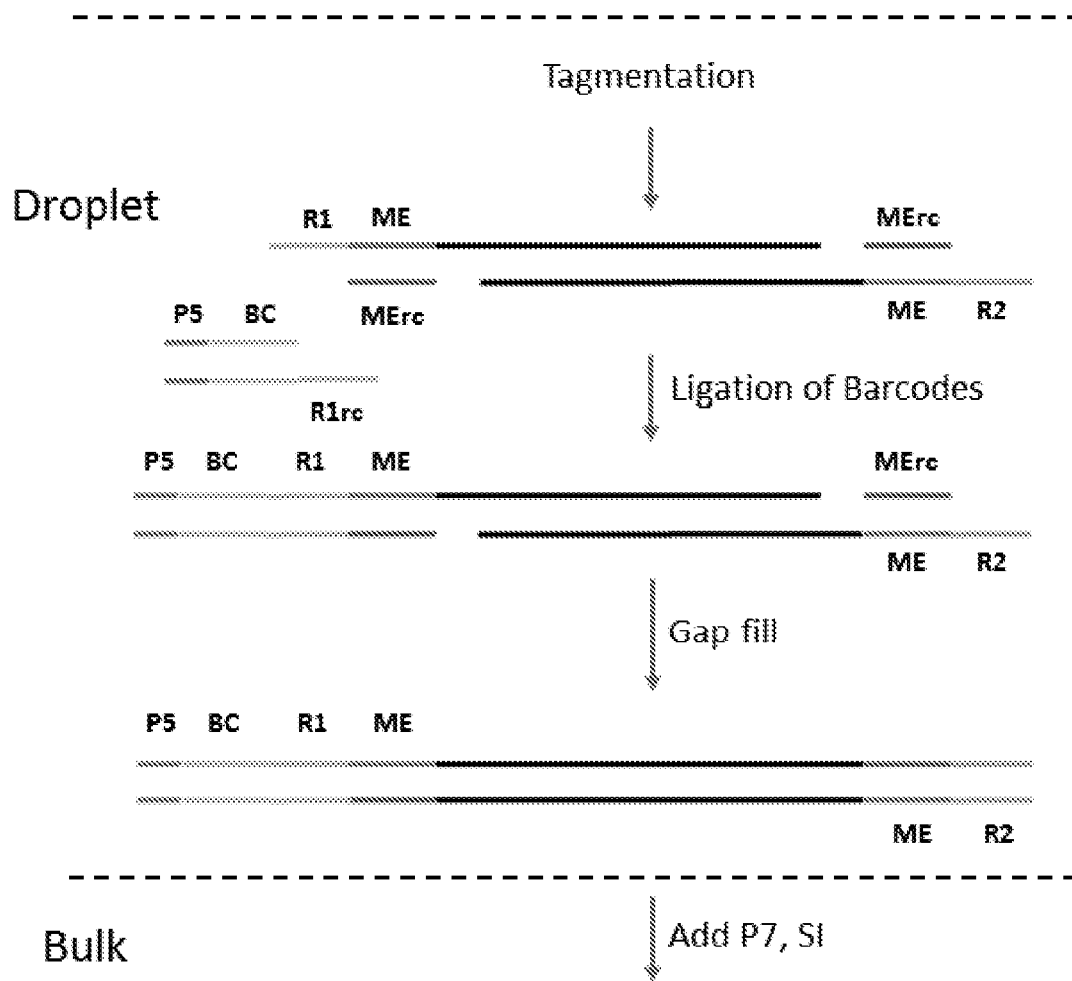 Tagmentation
Droplet
R1 ME MErc
P5 BC MErc ME R2
Ligation of Barcodes
R1rc
P5 BC R1 ME MErc
ME R2
Gap fill
P5 BC R1 ME
ME R2
Bulk
Add P7, SI